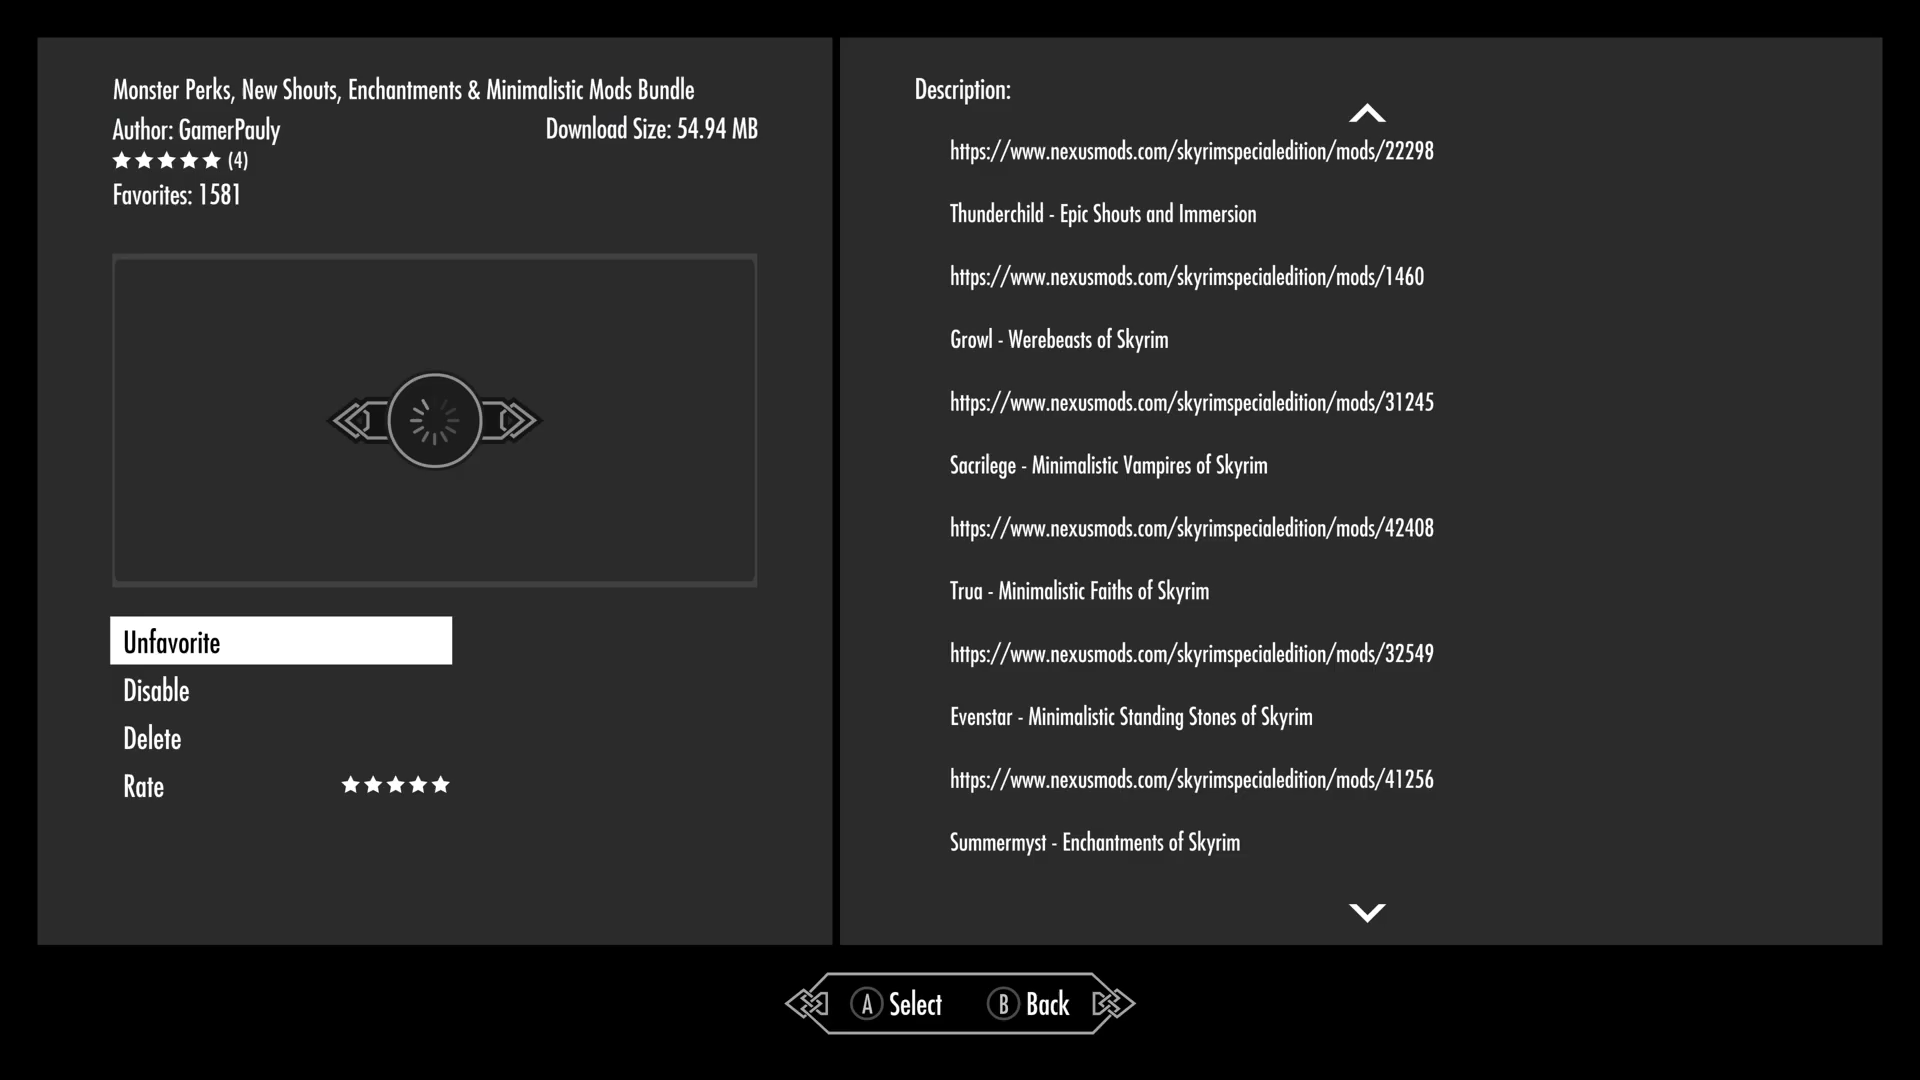 Monster Perks, New Shouts, Enchantments & Minimalistic Mods Bundle
Author: GamerPauly
Download Size: 54.94 MB
(4)
Favorites: 1581
Unfavorite
Disable
Delete
Rate
Description:
https://www.nexusmods.com/skyrimspecialedition/mods/22298
Thunderchild - Epic Shouts and Immersion
https://www.nexusmods.com/skyrimspecialedition/mods/1460
Growl - Werebeasts of Skyrim
https://www.nexusmods.com/skyrimspecialedition/mods/31245
Sacrilege - Minimalistic Vampires of Skyrim
https://www.nexusmods.com/skyrimspecialedition/mods/42408
Trua - Minimalistic Faiths of Skyrim
https://www.nexusmods.com/skyrimspecialedition/mods/32549
Evenstar - Minimalistic Standing Stones of Skyrim
https://www.nexusmods.com/skyrimspecialedition/mods/41256
Summermyst - Enchantments of Skyrim
A Select B Back